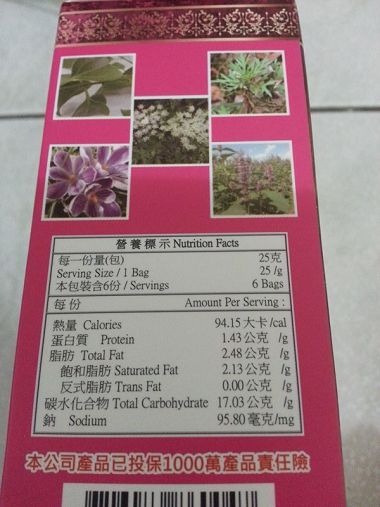 營養標示 Nutrition Facts
每一份量(包) 25克
Serving Size / 1 Bag 25 /g
本包裝含6份 / Servings 6 Bags
每 份 Amount Per Serving :
熱量 Calories 94.15 大卡 /cal
蛋白質 Protein 1.43 公克 /g
脂肪 Total Fat 2.48 公克 /g
飽和脂肪 Saturated Fat 2.13 公克 /g
反式脂肪 Trans Fat 0.00 公克 /g
碳水化合物 Total Carbohydrate 17.03 公克 /g
鈉 Sodium 95.80 毫克/mg
本公司產品已投保1000萬產品責任險